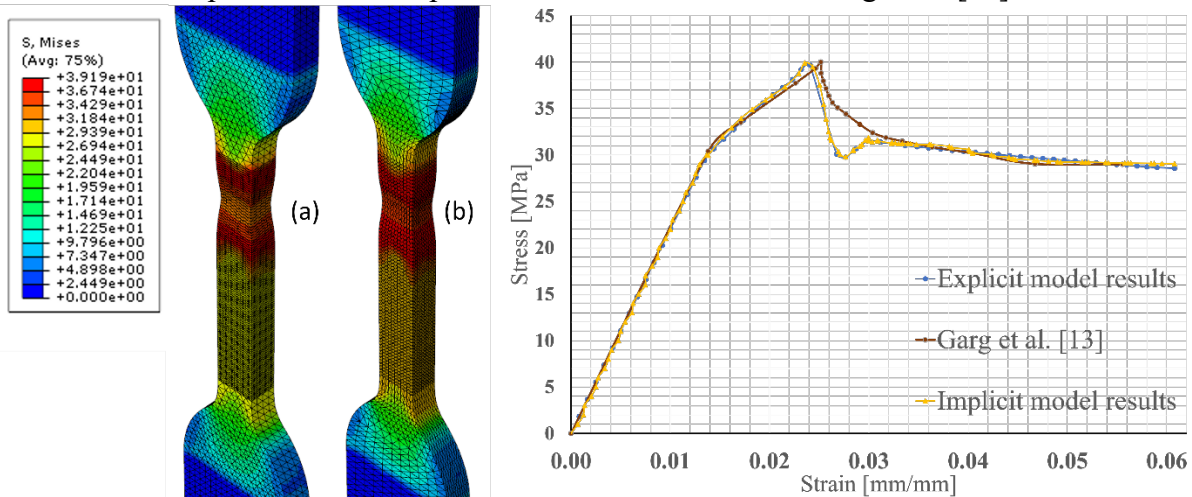 S, Mises
(Avg: 75%)
+3.919e+01
+3.674e+01
+3.429e+01
+3.184e+01
+2.939e+01
+2.694e+01
+2.449e+01
+2.204e+01
+1.959e+01
+1.714e+01
+1.469e+01
+1.225e+01
+9.796e+00
+7.347e+00
+4.898e+00
+2.449e+00
+0.000e+00
(a)
(b)
Stress [MPa]
45
40
35
30
25
20
15
10
5
0
Explicit model results
Garg et al. [13]
Implicit model results
0.00
0.01
0.02
0.03
0.04
0.05
0.06
Strain [mm/mm]